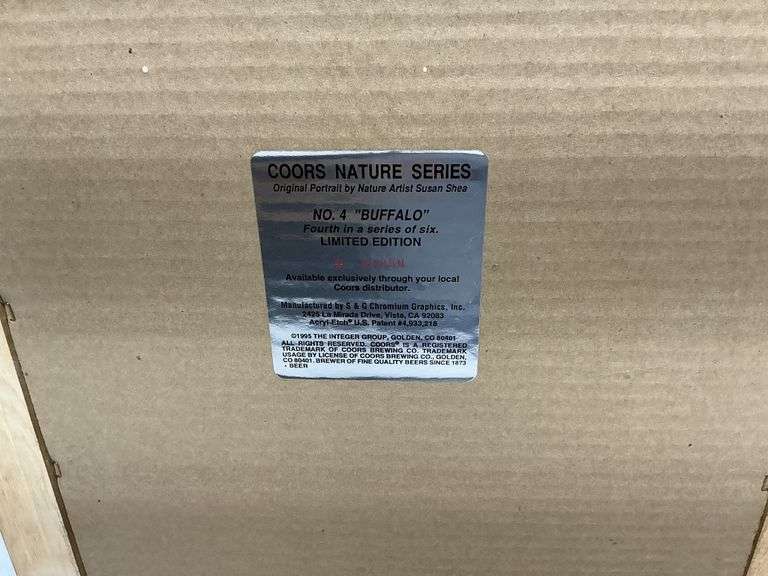 COORS NATURE SERIES
Original Portrait by Nature Artist Susan Shea
NO. 4 "BUFFALO"
Fourth in a series of six.
LIMITED EDITION
Available exclusively through your local
Coors distributor.
Manufactured by S & G Chromium Graphics, Inc.
2425 La Mirada Drive, Vista, CA 92083
Acryl-Etch® U.S. Patent #4,933,218
©1995 THE INTEGER GROUP, GOLDEN, CO 80401
ALL RIGHTS RESERVED. COORS® IS A REGISTERED
TRADEMARK OF COORS BREWING CO. TRADEMARK
USAGE BY LICENSE OF COORS BREWING CO., GOLDEN,
CO 80401. BREWER OF FINE QUALITY BEERS SINCE 1873
• BEER